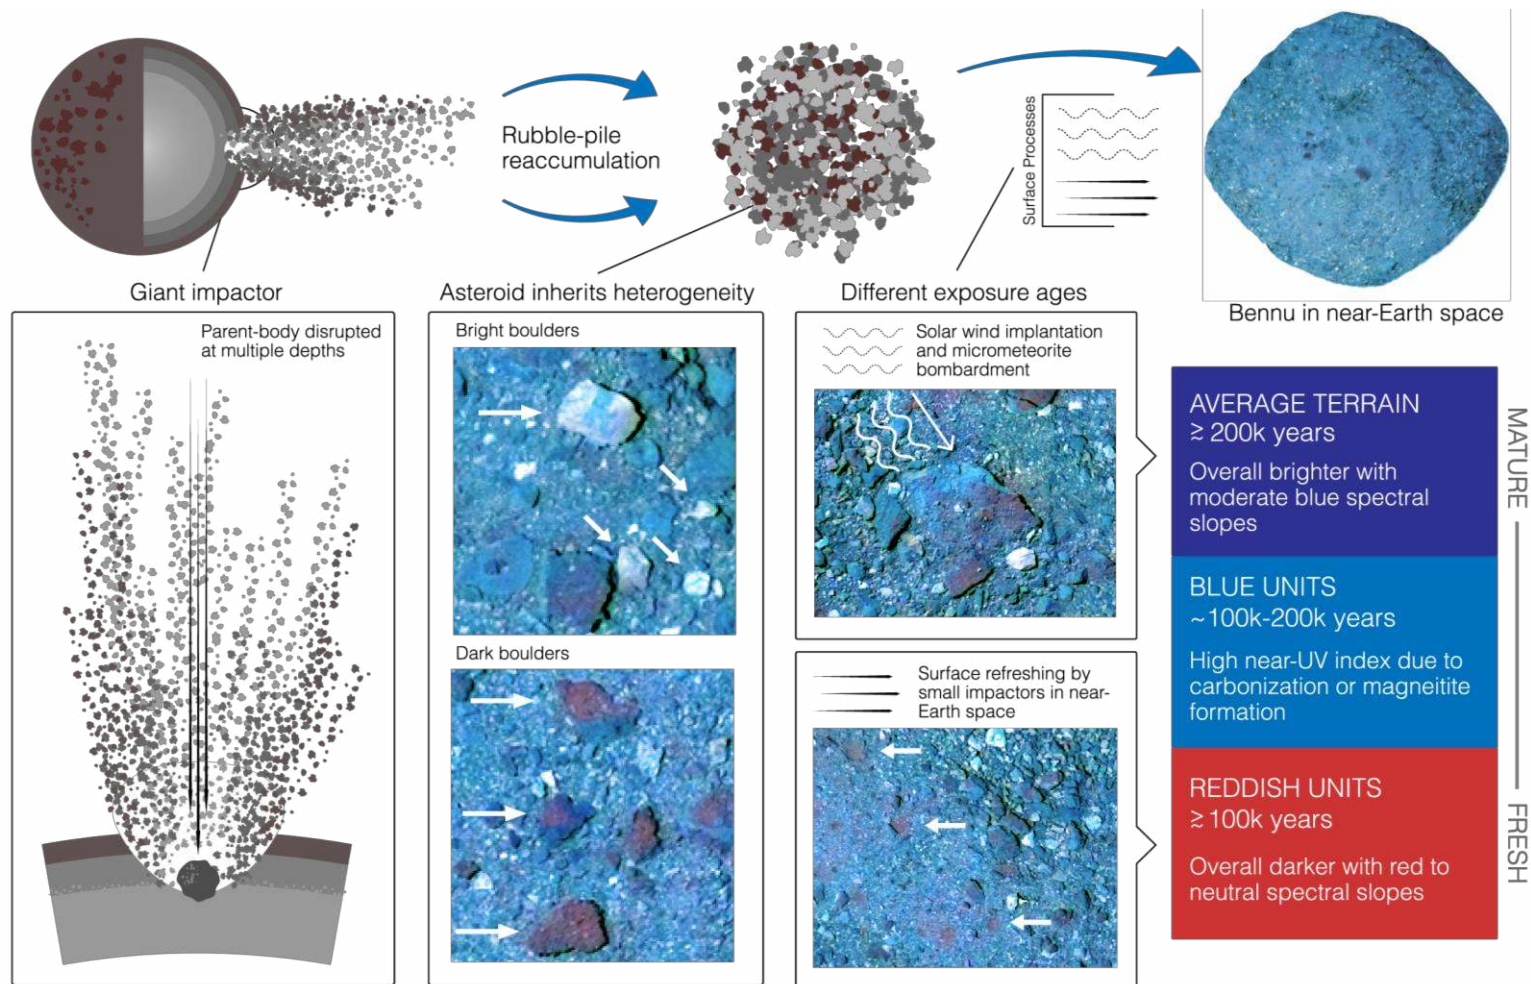 Rubble-pile
reaccumulation
Surface Processes
Giant impactor
Asteroid inherits heterogeneity
Different exposure ages
Bennu in near-Earth space
Parent-body disrupted
at multiple depths
Bright boulders
Dark boulders
Solar wind implantation
and micrometeorite
bombardment
Surface refreshing by
small impactors in near-
Earth space
AVERAGE TERRAIN
≳ 200k years
Overall brighter with
moderate blue spectral
slopes
BLUE UNITS
~100k-200k years
High near-UV index due to
carbonization or magneitite
formation
REDDISH UNITS
≳ 100k years
Overall darker with red to
neutral spectral slopes
MATURE
FRESH